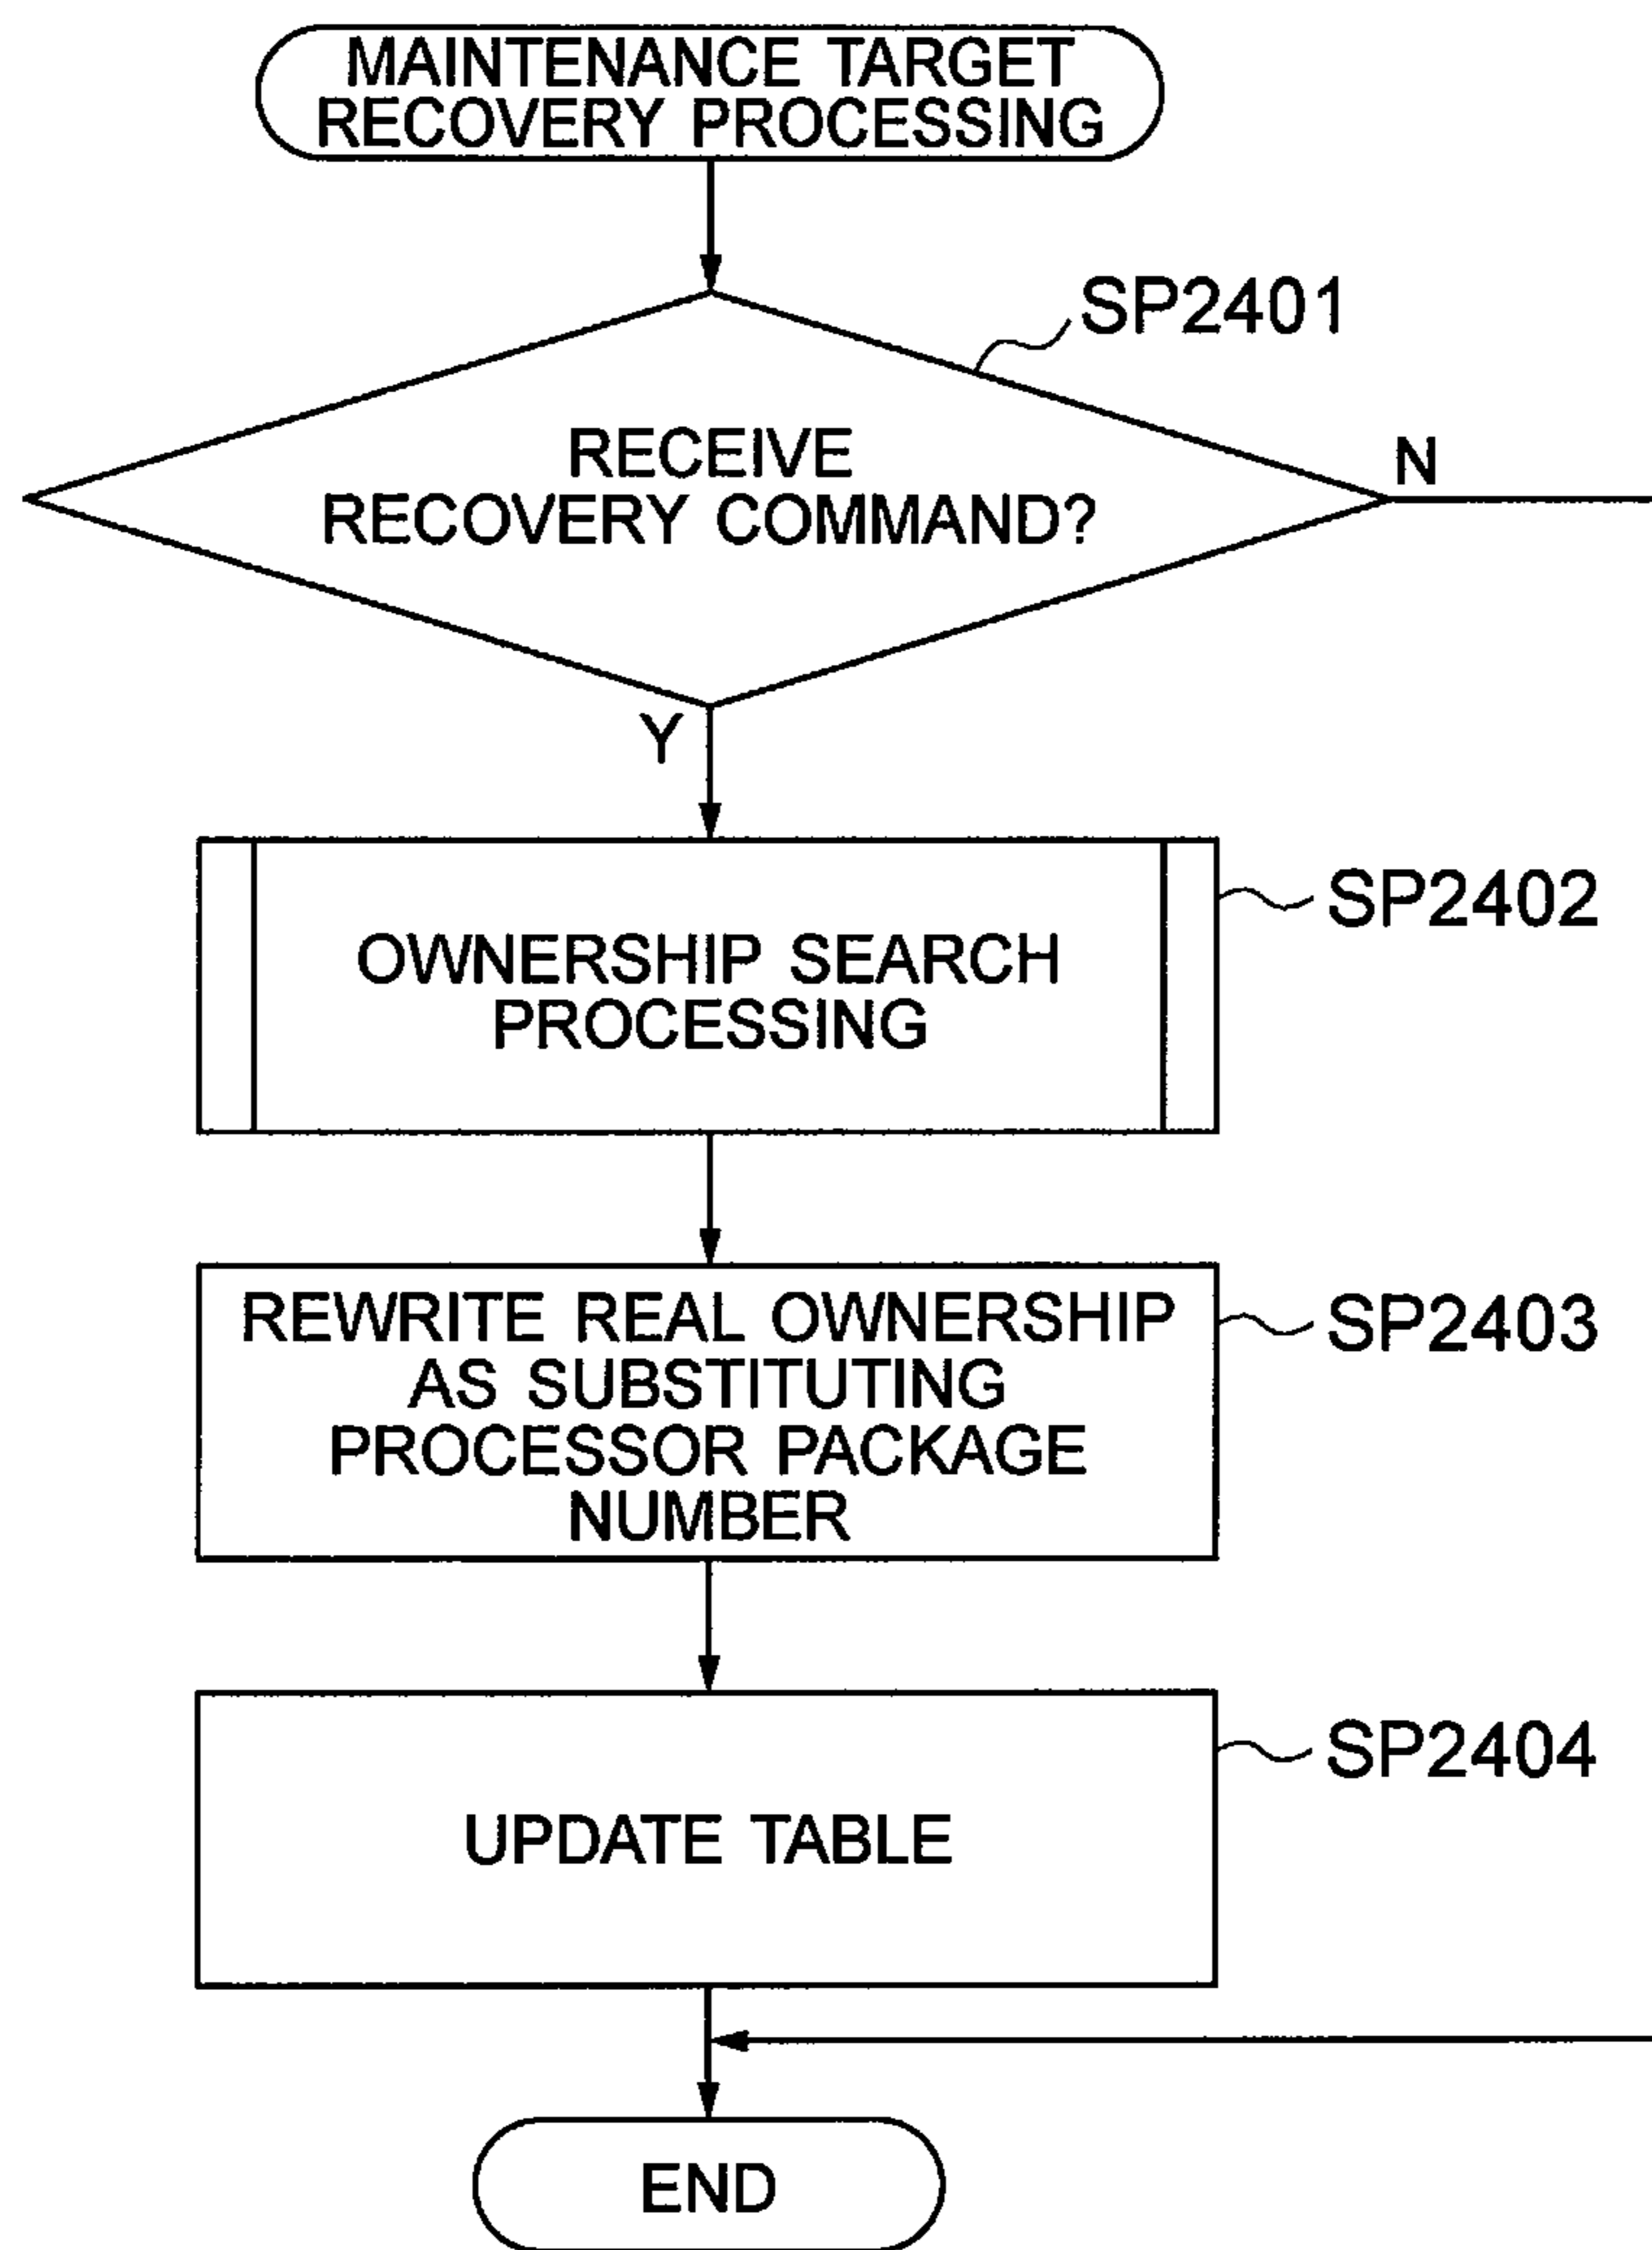 MAINTENANCE TARGET
RECOVERY PROCESSING
SP2401
RECEIVE
RECOVERY COMMAND?
N
Y
SP2402
OWNERSHIP SEARCH
PROCESSING
REWRITE REAL OWNERSHIP
SP2403
AS SUBSTITUTING
PROCESSOR PACKAGE
NUMBER
SP2404
UPDATE TABLE
END